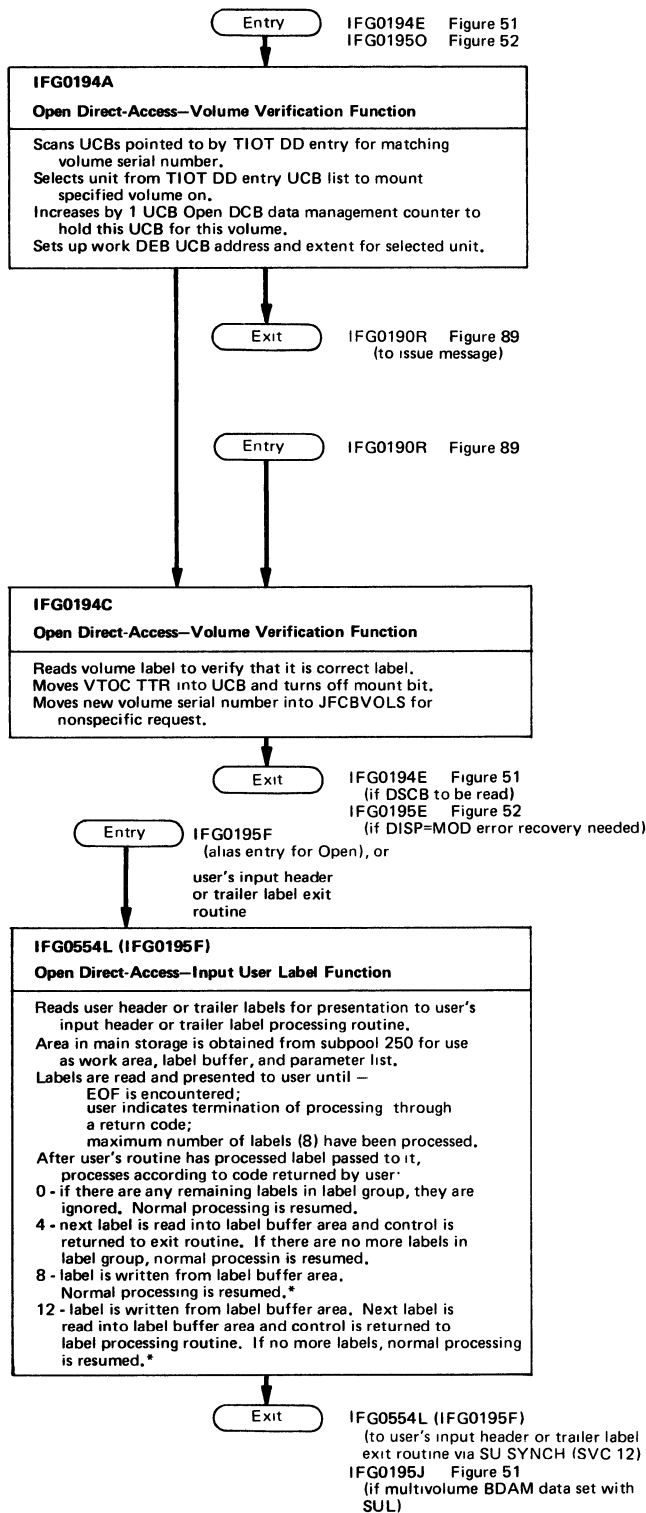 Entry
IFG0194E Figure 51
IFG0195O Figure 52
IFG0194A
Open Direct-Access—Volume Verification Function
Scans UCBs pointed to by TIOT DD entry for matching
volume serial number.
Selects unit from TIOT DD entry UCB list to mount
specified volume on.
Increases by 1 UCB Open DCB data management counter to
hold this UCB for this volume.
Sets up work DEB UCB address and extent for selected unit.
Exit
IFG0190R Figure 89
(to issue message)
Entry
IFG0190R Figure 89
IFG0194C
Open Direct-Access—Volume Verification Function
Reads volume label to verify that it is correct label.
Moves VTOC TTR into UCB and turns off mount bit.
Moves new volume serial number into JFCBVOLS for
nonspecific request.
Exit
IFG0194E Figure 51
(if DSCB to be read)
IFG0195E Figure 52
(if DISP=MOD error recovery needed)
Entry
IFG0195F
(alias entry for Open), or
user's input header
or trailer label exit
routine
IFG0554L (IFG0195F)
Open Direct-Access—Input User Label Function
Reads user header or trailer labels for presentation to user's
input header or trailer label processing routine.
Area in main storage is obtained from subpool 250 for use
as work area, label buffer, and parameter list.
Labels are read and presented to user until —
EOF is encountered;
user indicates termination of processing through
a return code;
maximum number of labels (8) have been processed.
After user's routine has processed label passed to it,
processes according to code returned by user·
0 - if there are any remaining labels in label group, they are
ignored. Normal processing is resumed.
4 - next label is read into label buffer area and control is
returned to exit routine. If there are no more labels in
label group, normal processin is resumed.
8 - label is written from label buffer area.
Normal processing is resumed.*
12 - label is written from label buffer area. Next label is
read into label buffer area and control is returned to
label processing routine. If no more labels, normal processing
is resumed.*
Exit
IFG0554L (IFG0195F)
(to user's input header or trailer label
exit routine via SU SYNCH (SVC 12)
IFG0195J Figure 51
(if multivolume BDAM data set with
SUL)